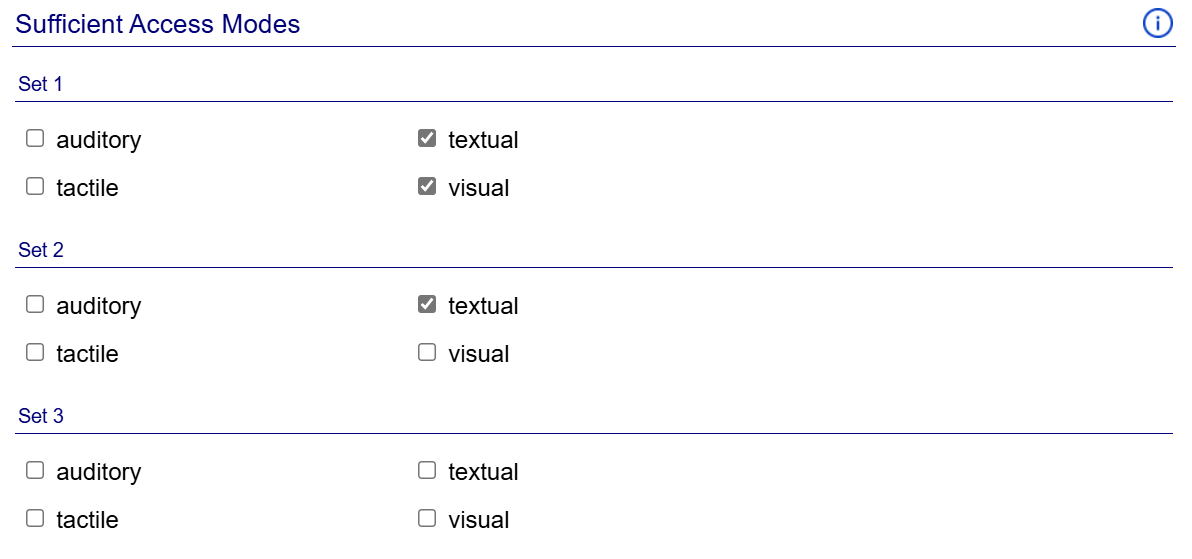 Sufficient Access Modes
Set 1
auditory textual
tactile visual
Set 2
auditory textual
tactile visual
Set 3
auditory textual
tactile visual